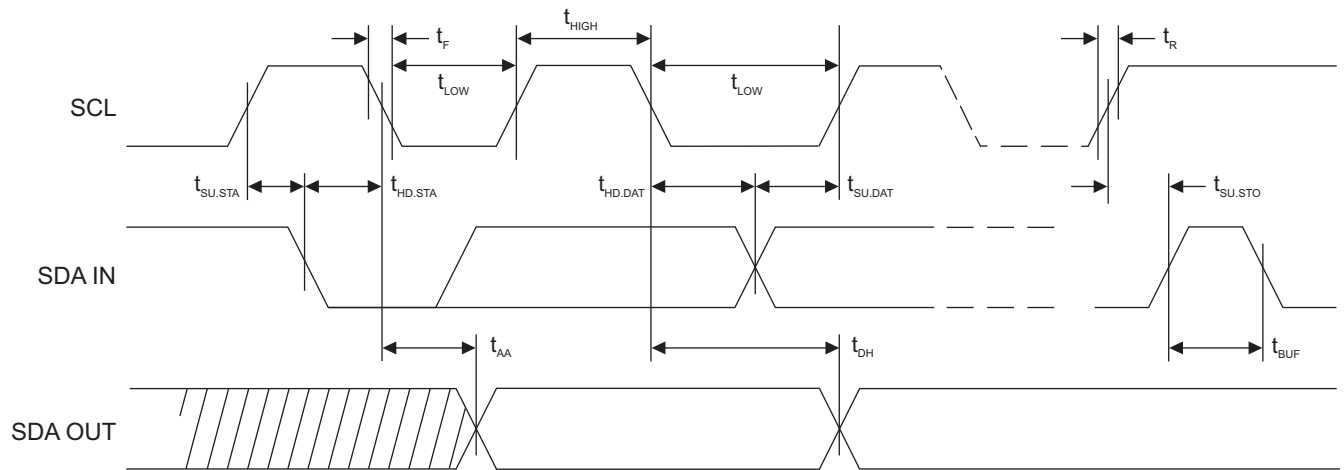 tHIGH
tF
tR
tLOW
tLOW
SCL
tSU.STA
tHD.STA
tHD.DAT
tSU.DAT
tSU.STO
SDA IN
tAA
tDH
tBUF
SDA OUT